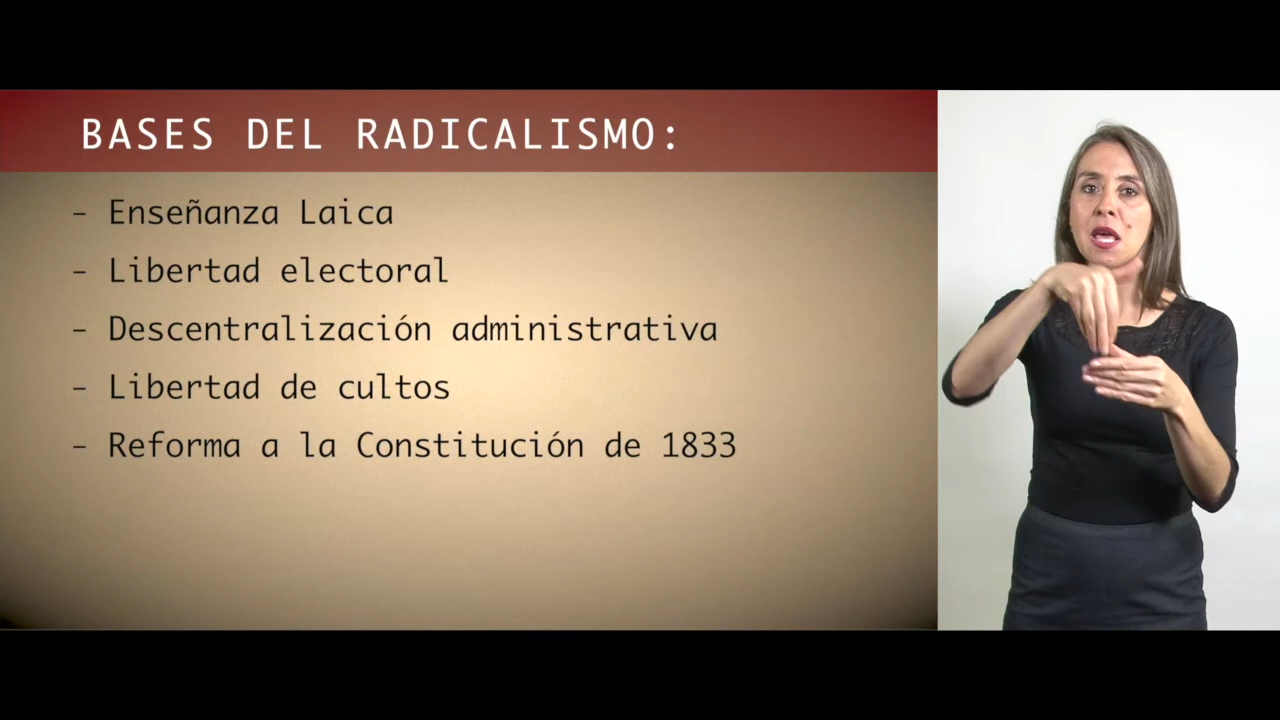 BASES DEL RADICALISMO:
- Enseñanza Laica
- Libertad electoral
- Descentralización administrativa
- Libertad de cultos
- Reforma a la Constitución de 1833